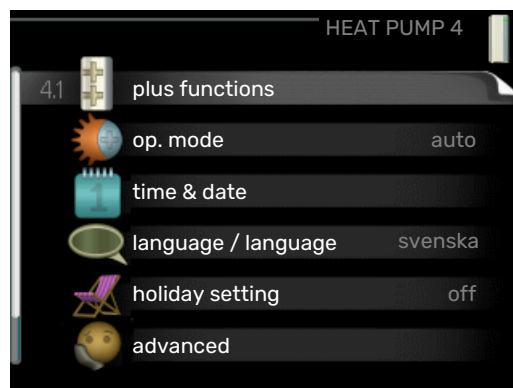 HEAT PUMP 4
4.1 plus functions
op. mode auto
time & date
1
language / language svenska
holiday setting off
advanced